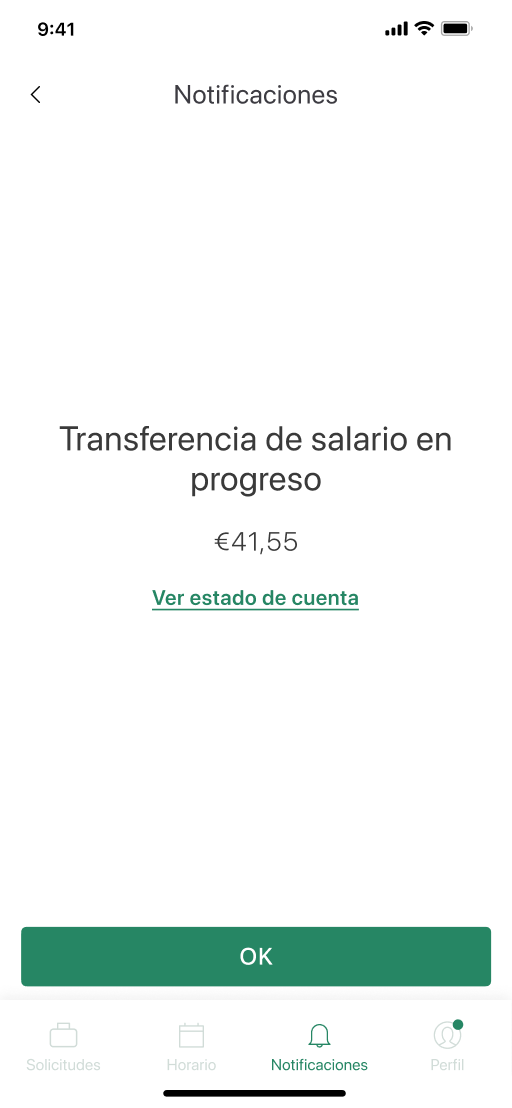 9:41
Notificaciones
Transferencia de salario en
progreso
€41,55
Ver estado de cuenta
OK
Solicitudes
Horario
Notificaciones
Perfil